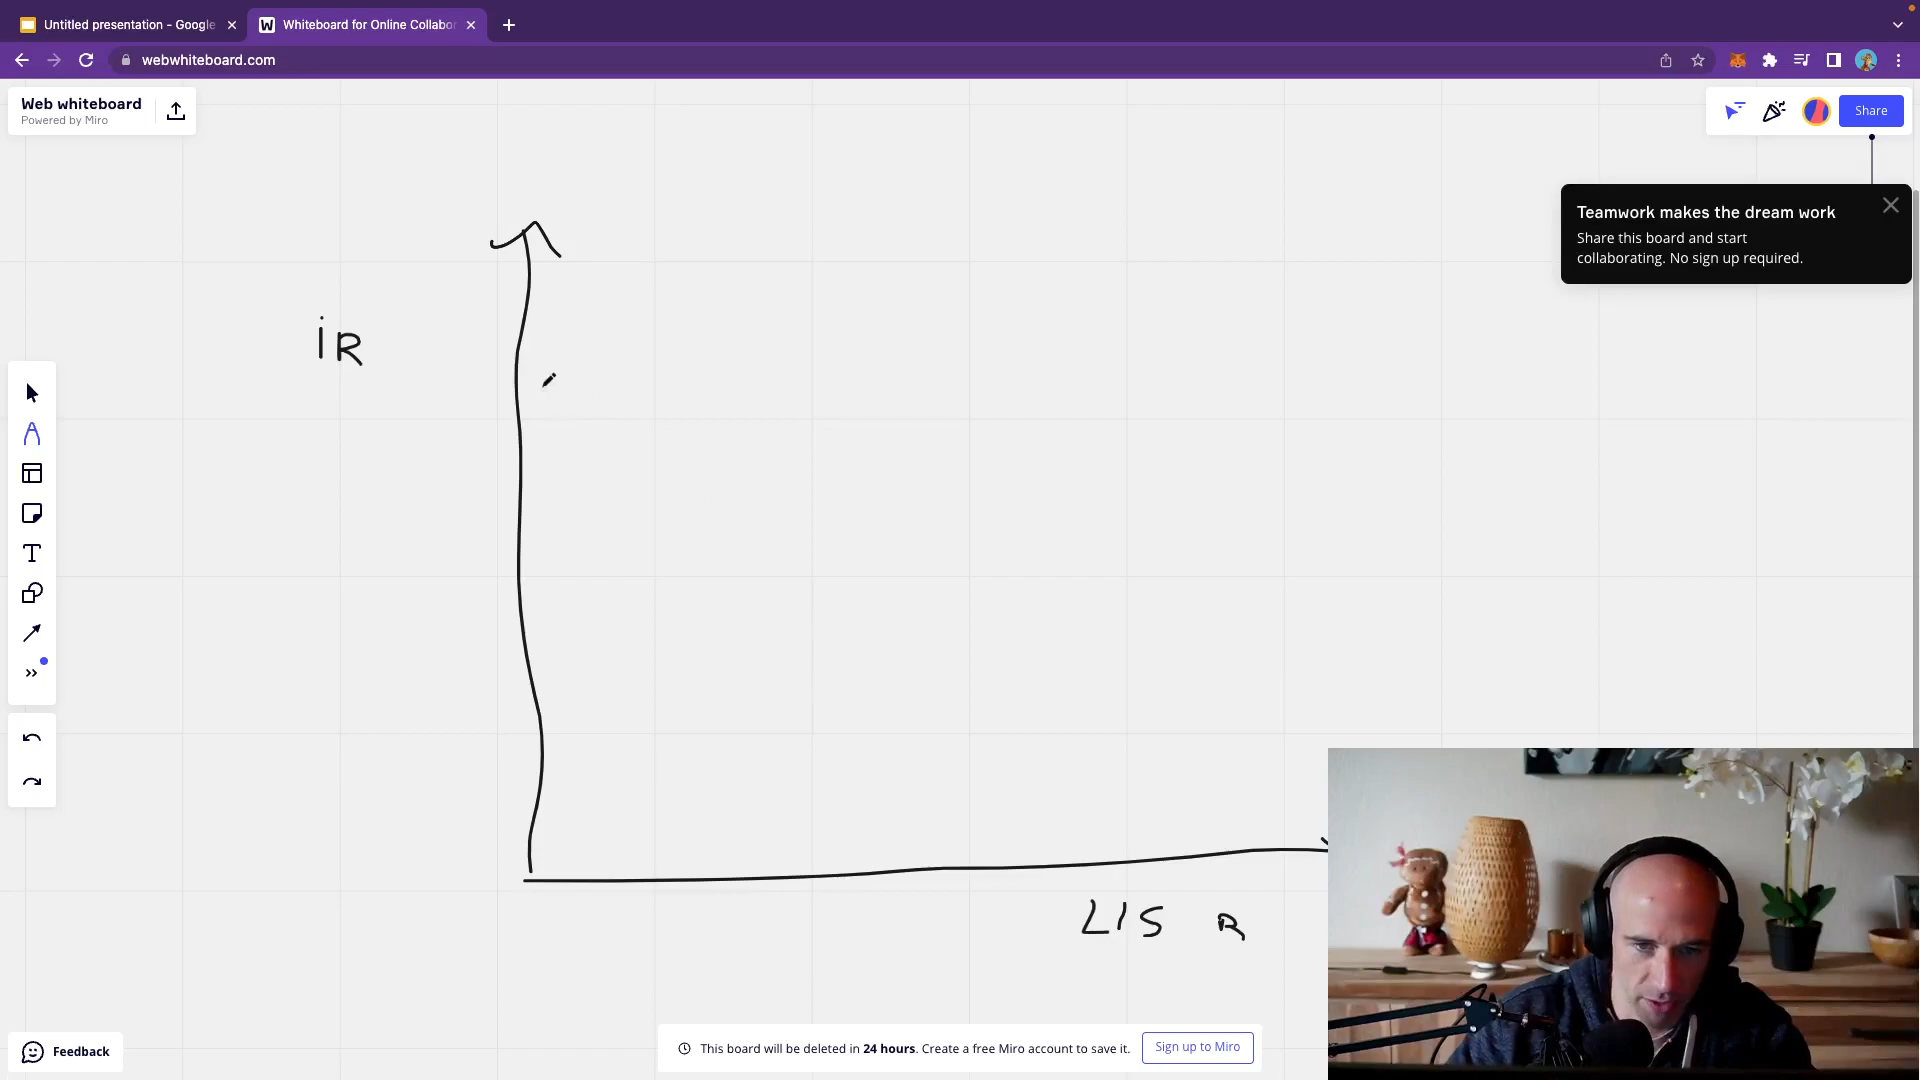 Untitled presentation - Google
Whiteboard for Online Collabor
webwhiteboard.com
Web whiteboard
Powered by Miro
Share
Teamwork makes the dream work
Share this board and start
collaborating. No sign up required.
iR
LIS R
This board will be deleted in 24 hours. Create a free Miro account to save it.
Sign up to Miro
Feedback